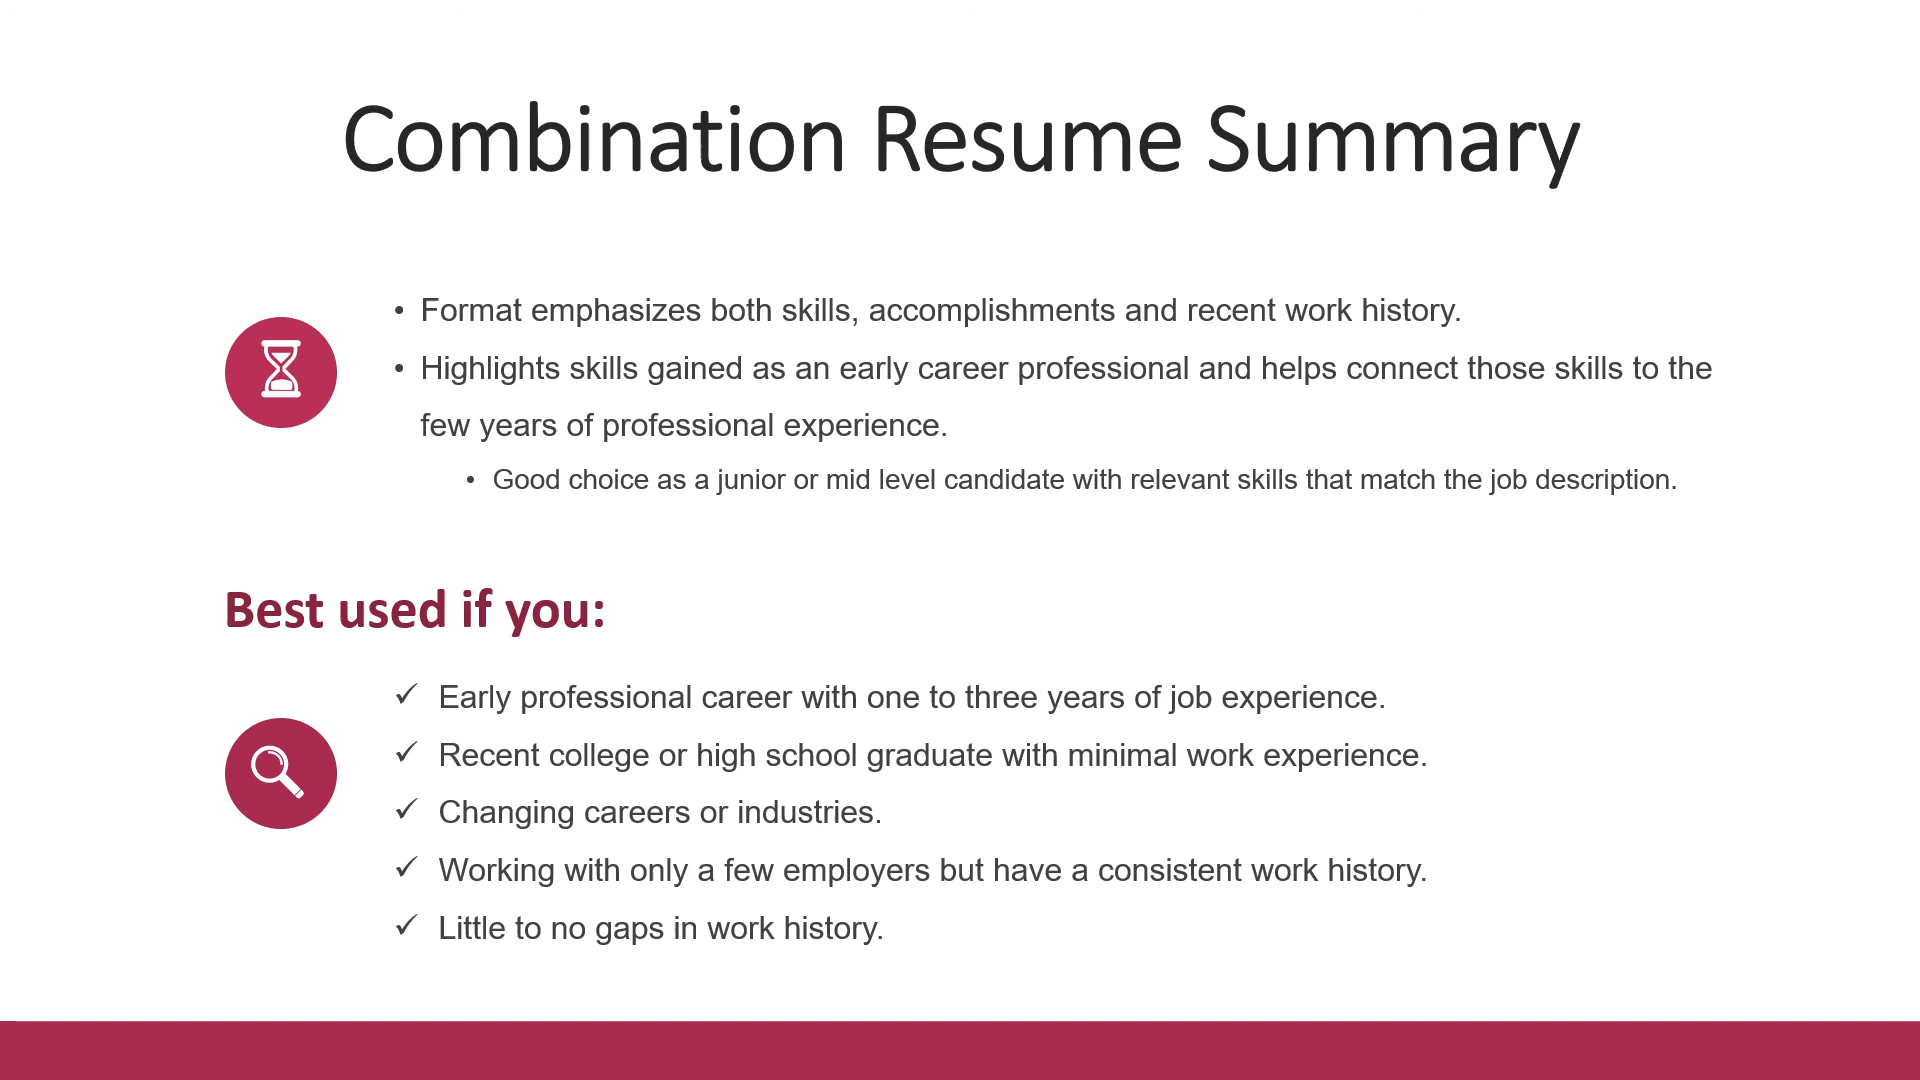 Combination Resume Summary
• Format emphasizes both skills, accomplishments and recent work history.
• Highlights skills gained as an early career professional and helps connect those skills to the
few years of professional experience.
• Good choice as a junior or mid level candidate with relevant skills that match the job description.
Best used if you:
✓ Early professional career with one to three years of job experience.
✓ Recent college or high school graduate with minimal work experience.
✓ Changing careers or industries.
✓ Working with only a few employers but have a consistent work history.
✓ Little to no gaps in work history.